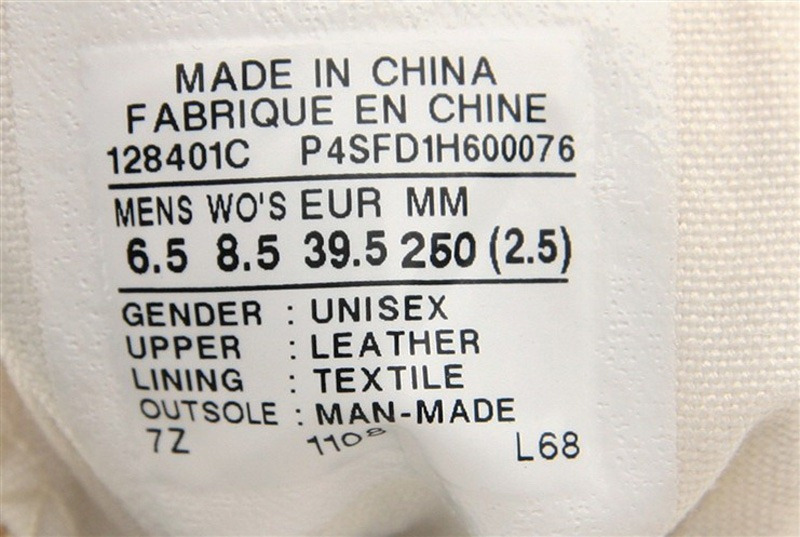 MADE IN CHINA
FABRIQUE EN CHINE
128401C P4SFD1H600076
MENS WO'S EUR MM
6.5 8.5 39.5 250 (2.5)
GENDER : UNISEX
UPPER : LEATHER
LINING : TEXTILE
OUTSOLE : MAN-MADE
7Z 1108 L68